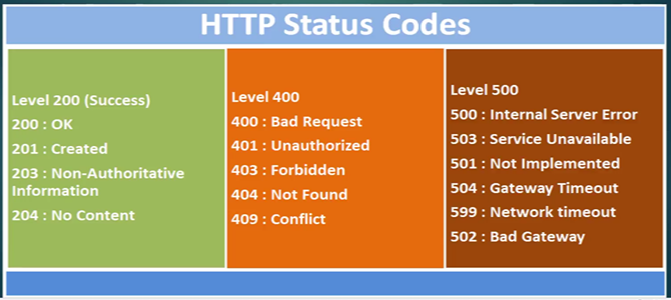 HTTP Status Codes
Level 200 (Success)
200 : OK
201 : Created
203 : Non-Authoritative
Information
204 : No Content
Level 400
400 : Bad Request
401 : Unauthorized
403 : Forbidden
404 : Not Found
409 : Conflict
Level 500
500 : Internal Server Error
503 : Service Unavailable
501 : Not Implemented
504 : Gateway Timeout
599 : Network timeout
502 : Bad Gateway